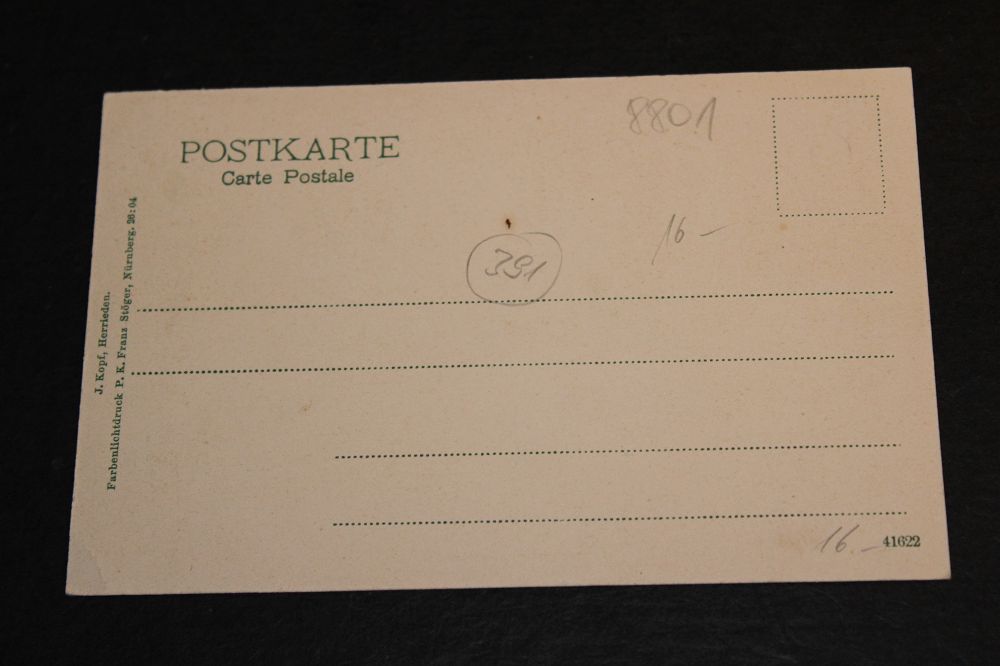 POSTKARTE
Carte Postale
8801
16 –
391
J. Kopf, Herrieden.
Farbenlichtdruck P. K. Franz Stöger, Nürnberg. 26:04
16.–
41622